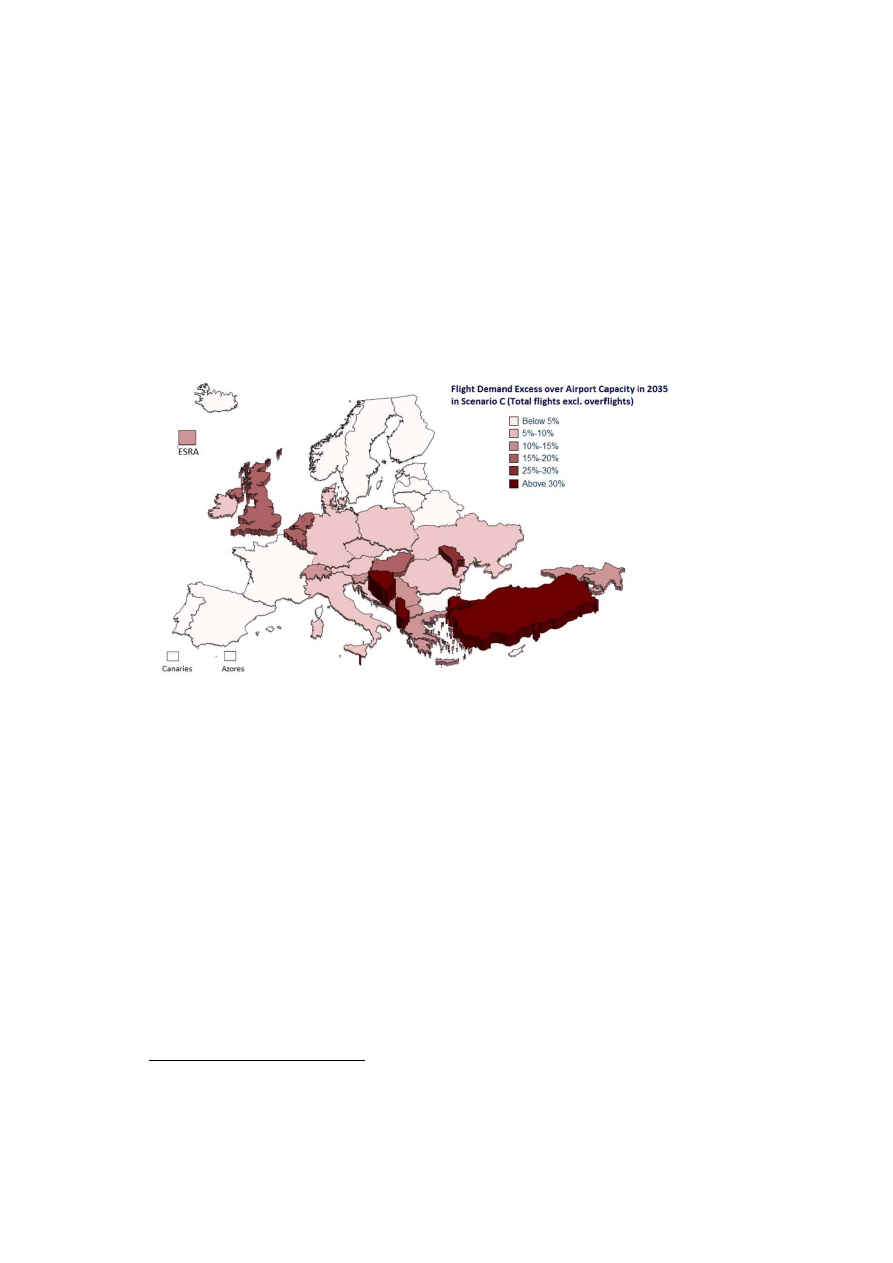 Flight Demand Excess over Airport Capacity in 2035
in Scenario C (Total flights excl. overflights)
Below 5%
5%-10%
10%-15%
15%-20%
25%-30%
Above 30%
ESRA
Canaries
Azores